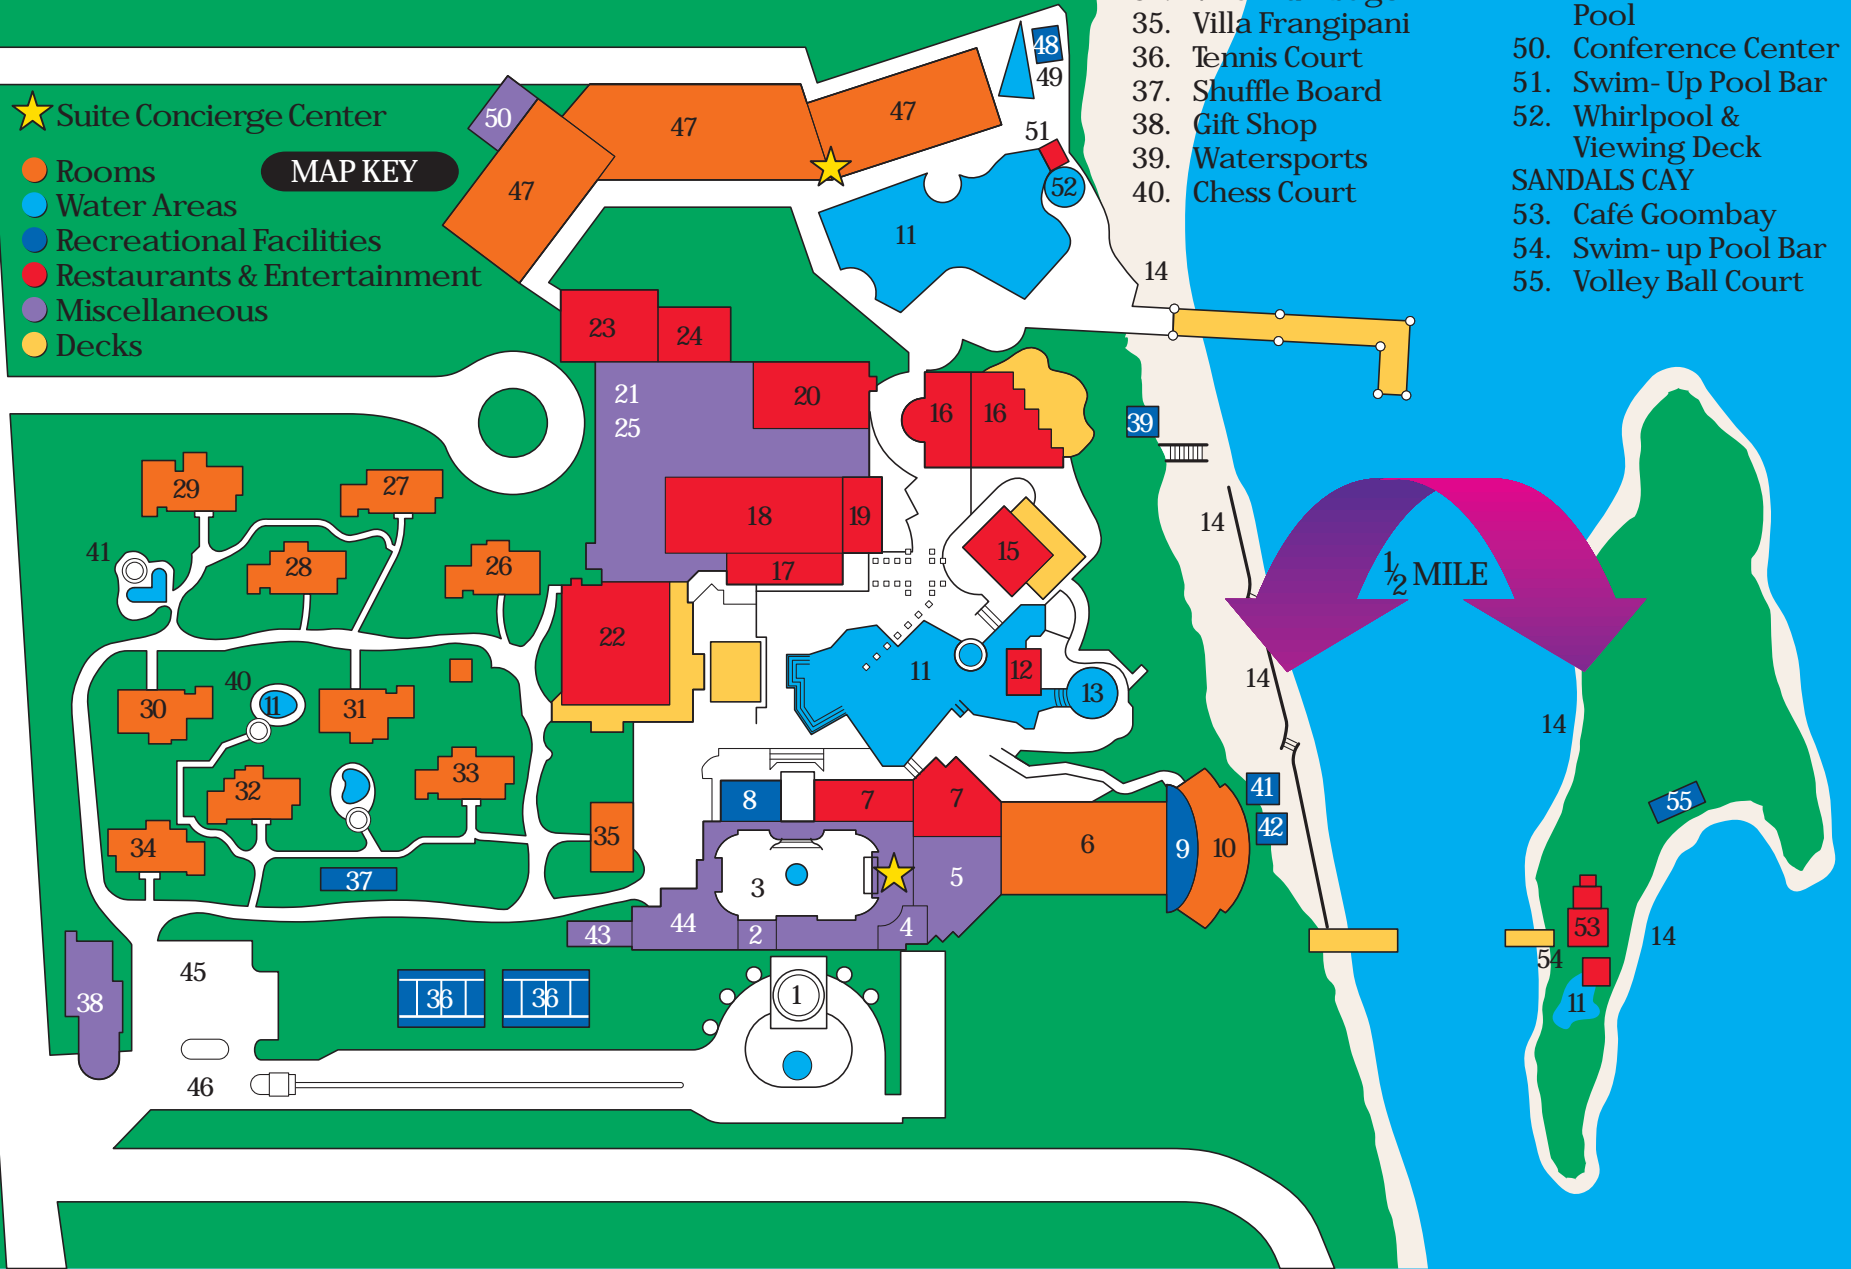 Suite Concierge Center
MAP KEY
Rooms
Water Areas
Recreational Facilities
Restaurants & Entertainment
Miscellaneous
Decks
35. Villa Frangipani
36. Tennis Court
37. Shuffle Board
38. Gift Shop
39. Watersports
40. Chess Court
Pool
50. Conference Center
51. Swim-Up Pool Bar
52. Whirlpool &
Viewing Deck
SANDALS CAY
53. Café Goombay
54. Swim-up Pool Bar
55. Volley Ball Court
48
49
50
47
47
47
51
52
11
14
23
24
21
25
20
16
16
39
29
27
18
19
14
15
41
28
26
17
½ MILE
22
11
12
13
14
40
30
11
31
14
33
32
8
7
7
41
55
42
34
35
6
9
10
37
3
5
44
43
2
4
53
14
54
45
38
36
36
1
11
46